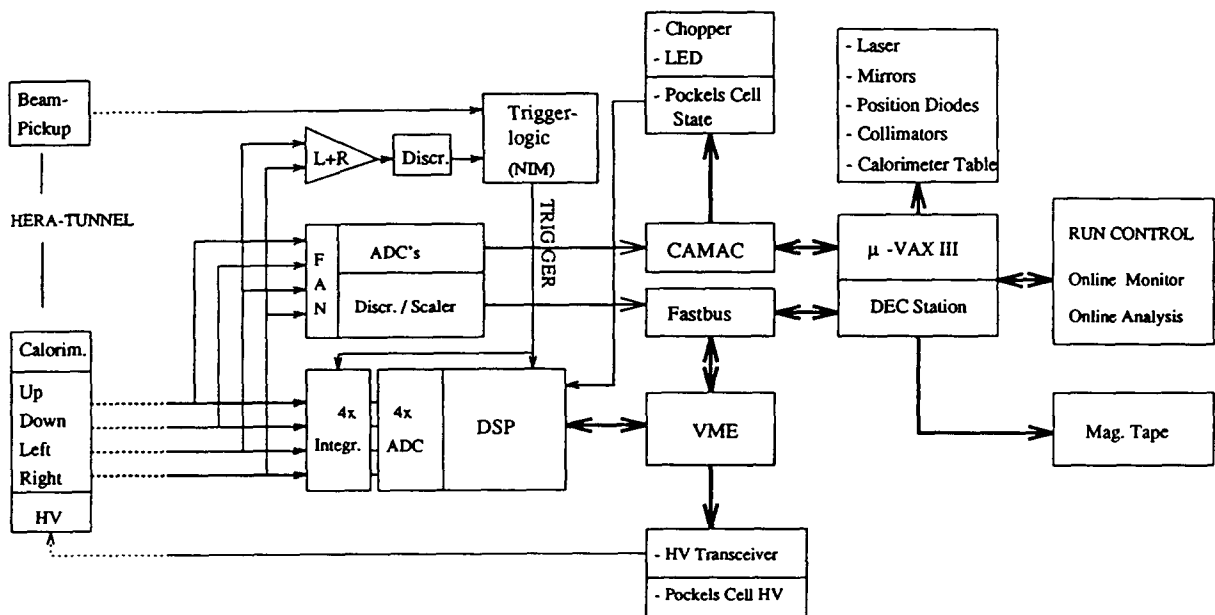 - Chopper
- LED
- Pockels Cell
State
- Laser
- Mirrors
- Position Diodes
- Collimators
- Calorimeter Table
Beam-
Pickup
Trigger-
logic
(NIM)
L+R
Discr.
HERA-TUNNEL
TRIGGER
FAN
ADC's
Discr. / Scaler
CAMAC
Fastbus
μ -VAX III
DEC Station
RUN CONTROL
Online Monitor
Online Analysis
Calorim.
Up
Down
Left
Right
HV
4x
Integr.
4x
ADC
DSP
VME
Mag. Tape
- HV Transceiver
- Pockels Cell HV